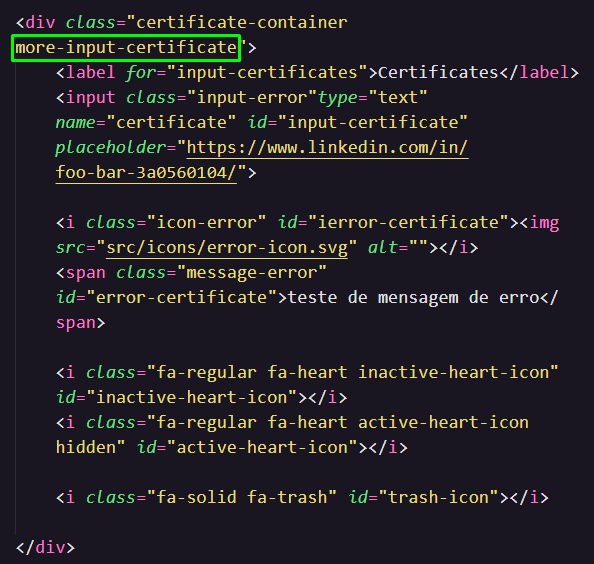 <div class="certificate-container
more-input-certificate">
<label for="input-certificates">Certificates</label>
<input class="input-error"type="text"
name="certificate" id="input-certificate"
placeholder="https://www.linkedin.com/in/
foo-bar-3a0560104/">
<i class="icon-error" id="ierror-certificate"><img
src="src/icons/error-icon.svg" alt=""></i>
<span class="message-error"
id="error-certificate">teste de mensagem de erro</
span>
<i class="fa-regular fa-heart inactive-heart-icon"
id="inactive-heart-icon"></i>
<i class="fa-regular fa-heart active-heart-icon
hidden" id="active-heart-icon"></i>
<i class="fa-solid fa-trash" id="trash-icon"></i>
</div>